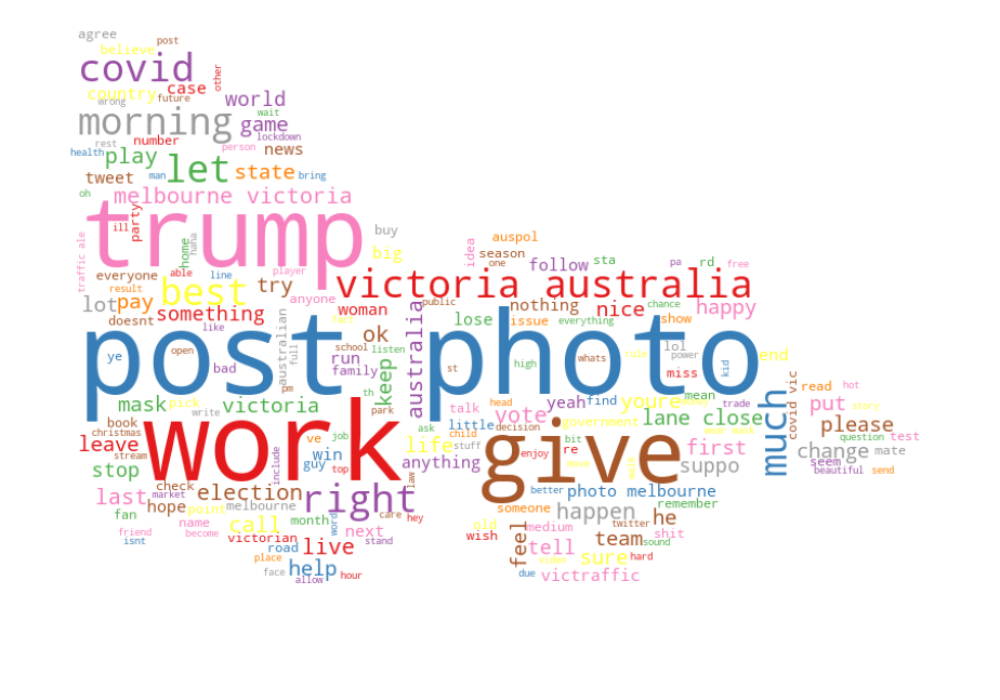 agree
post
believe
covid
other
country
case
wrong
future
world
wait
morning
game
lockdown
number
rest
person
news
health
play
let
state
man
bring
tweet
oh
melbourne victoria
party
ill
trump
buy
auspol
traffic ale
home
haha
big
idea
season
one
follow
sta
pa
rd
free
everyone
able
line
player
result
best
try
victoria australia
lot
pay
anyone
public
nothing
chance
happy
doesnt
something
woman
nice
like
australia
lose
issue
everything
show
post photo
paustralian
full
ok
school
listen
lol
power
kid
end
ye
open
bad
run
family
keep
high
whats
rule
miss
st
th
mask
pick
victoria
pm
park
talk
head
yeah
find
youre
mean
trade
much
covid vic
read
hot
put
story
write
book
christmas
work
ask
little
vote
decision
government
lane close
please
leave
ve
job
life
child
stuff
give
bit
re
wear mask
question
test
stream
win
guy
top
include
law
anything
enjoy
first
change
mate
stop
check
suppo
seem
beautiful
send
last
market
election
right
better
photo melbourne
hope
point
melbourne
care
hey
someone
happen
remember
fan
name
call
month
word
next
old
medium
twitter
he
shit
friend
become
victorian
stand
wish
feel
team
sound
isnt
road
live
tell
sure
hard
place
video
face
help
hour
allow
due
victraffic